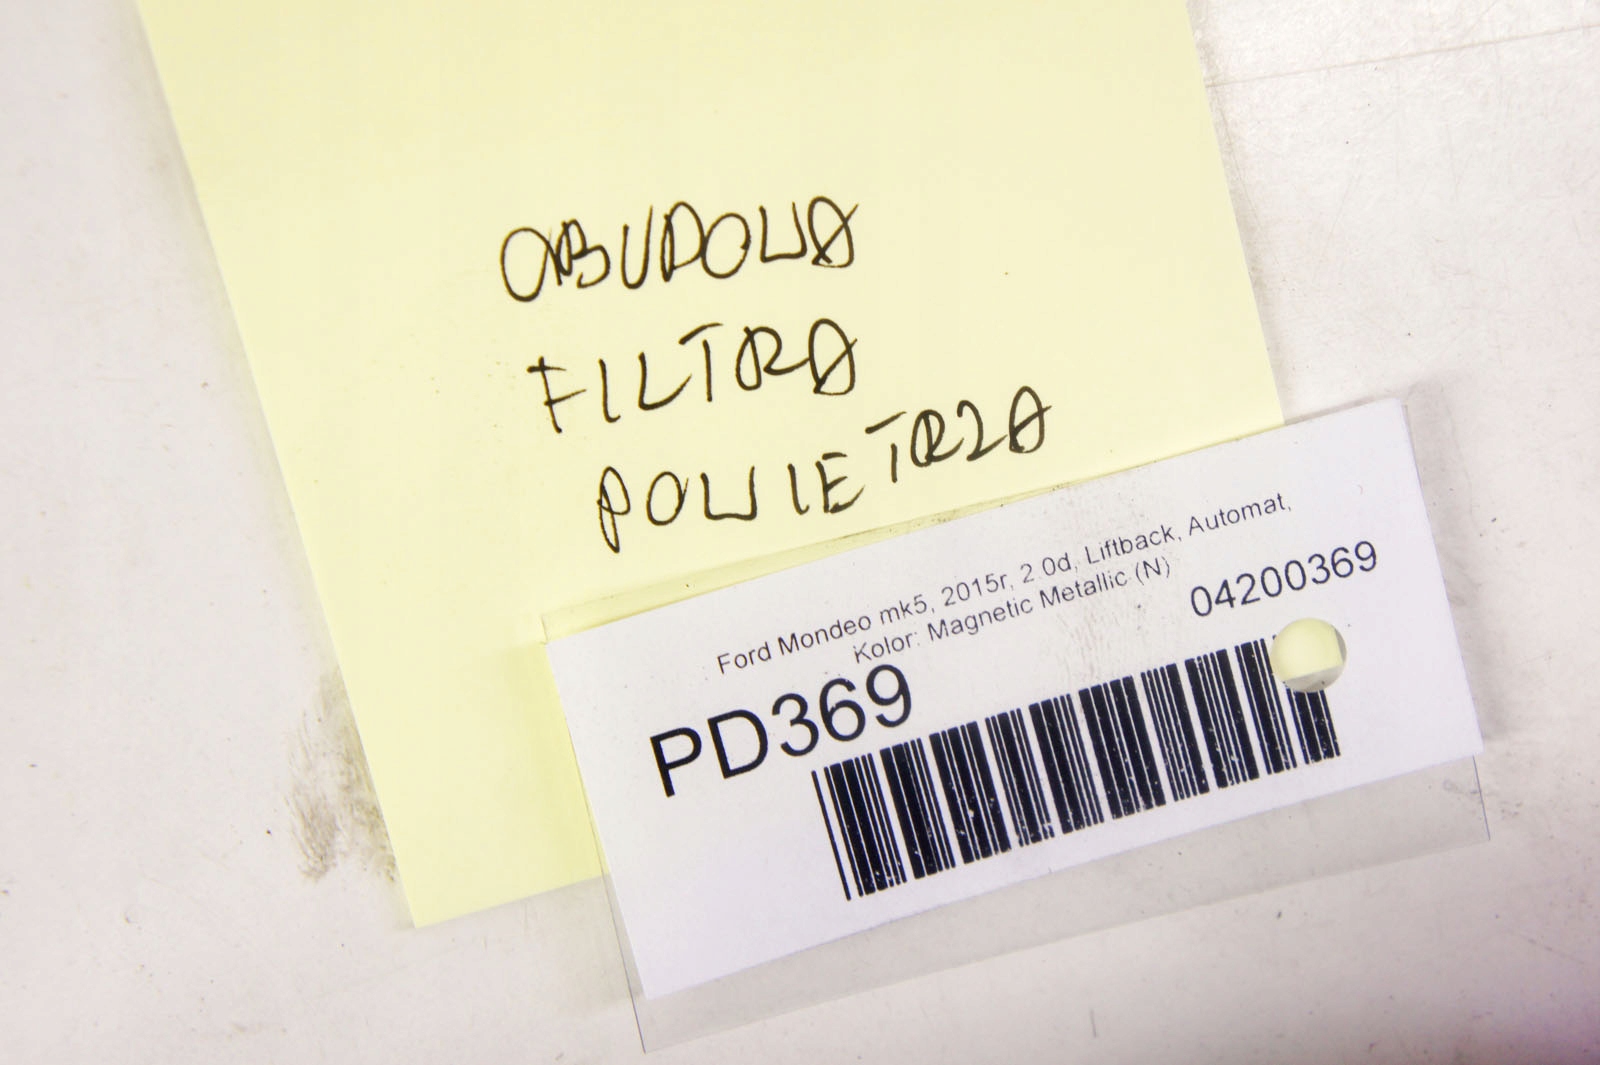 OBUDOWA
FILTRA
POWIETRZA
Ford Mondeo mk5, 2015r, 2.0d, Liftback, Automat,
Kolor: Magnetic Metallic (N)
04200369
PD369